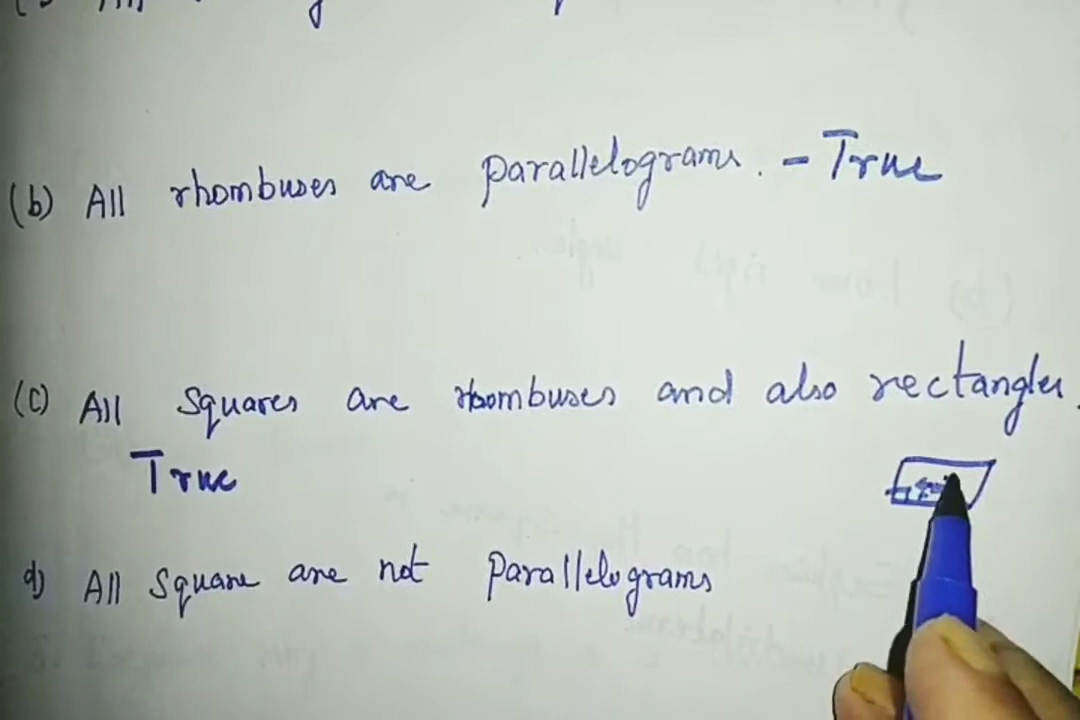 (b) All rhombuses are parallelograms. - True
(c) All squares are rhombuses and also rectangles.
True
d) All Square are not parallelograms